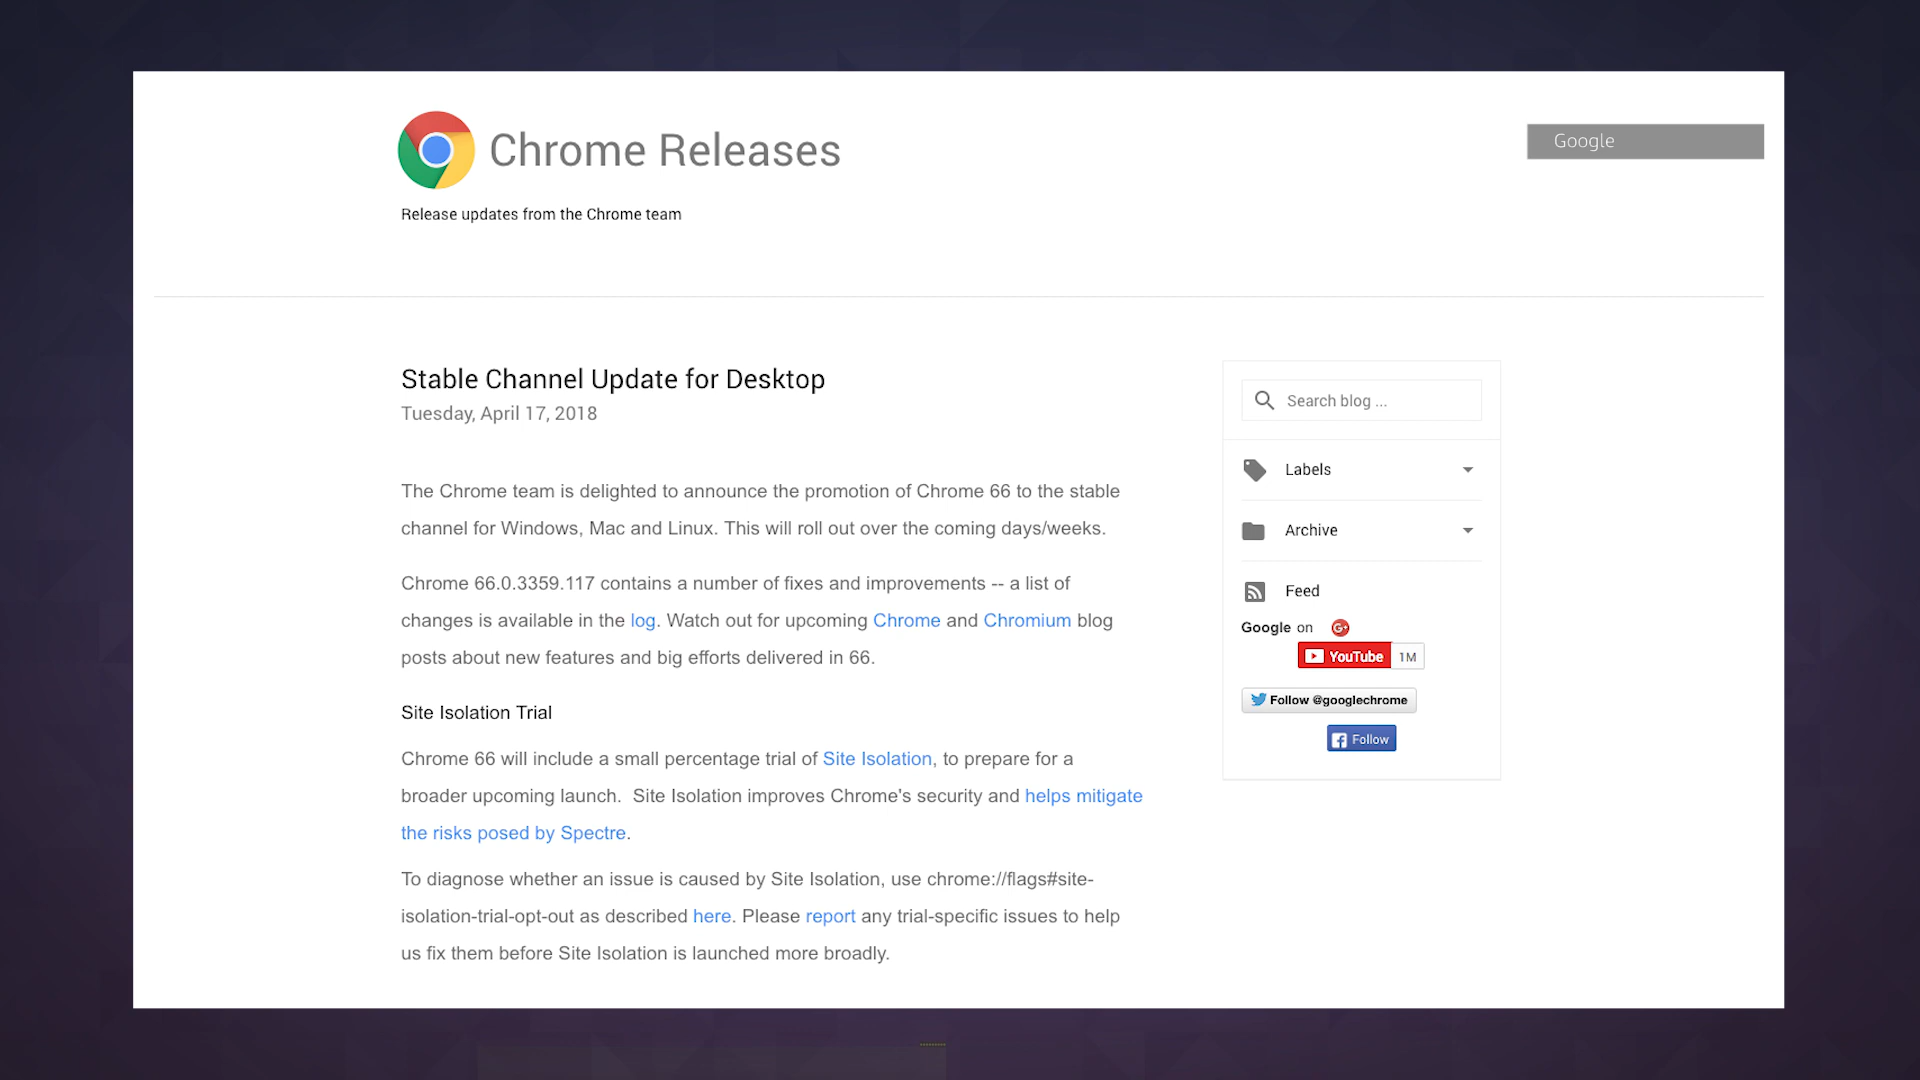 Chrome Releases
Google
Release updates from the Chrome team
Stable Channel Update for Desktop
Tuesday, April 17, 2018
The Chrome team is delighted to announce the promotion of Chrome 66 to the stable
channel for Windows, Mac and Linux. This will roll out over the coming days/weeks.
Chrome 66.0.3359.117 contains a number of fixes and improvements -- a list of
changes is available in the log. Watch out for upcoming Chrome and Chromium blog
posts about new features and big efforts delivered in 66.
Site Isolation Trial
Chrome 66 will include a small percentage trial of Site Isolation, to prepare for a
broader upcoming launch.  Site Isolation improves Chrome's security and helps mitigate
the risks posed by Spectre.
To diagnose whether an issue is caused by Site Isolation, use chrome://flags#site-
isolation-trial-opt-out as described here. Please report any trial-specific issues to help
us fix them before Site Isolation is launched more broadly.
Search blog ...
Labels
Archive
Feed
Google on G+
YouTube 1M
Follow @googlechrome
Follow